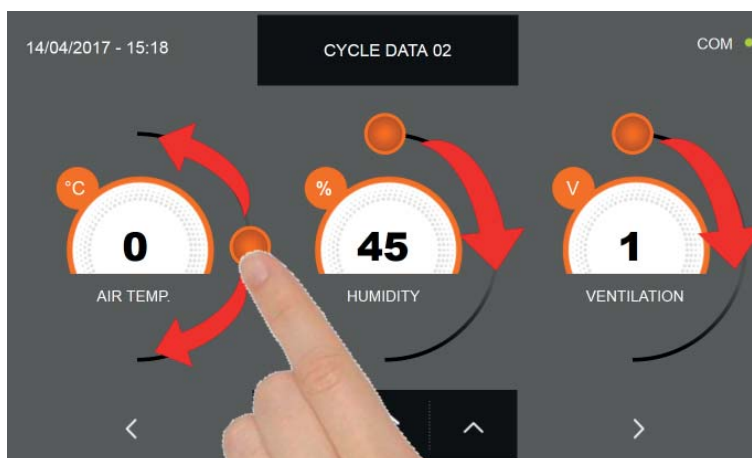 14/04/2017 - 15:18
CYCLE DATA 02
COM
°C
%
V
0
45
1
AIR TEMP.
HUMIDITY
VENTILATION